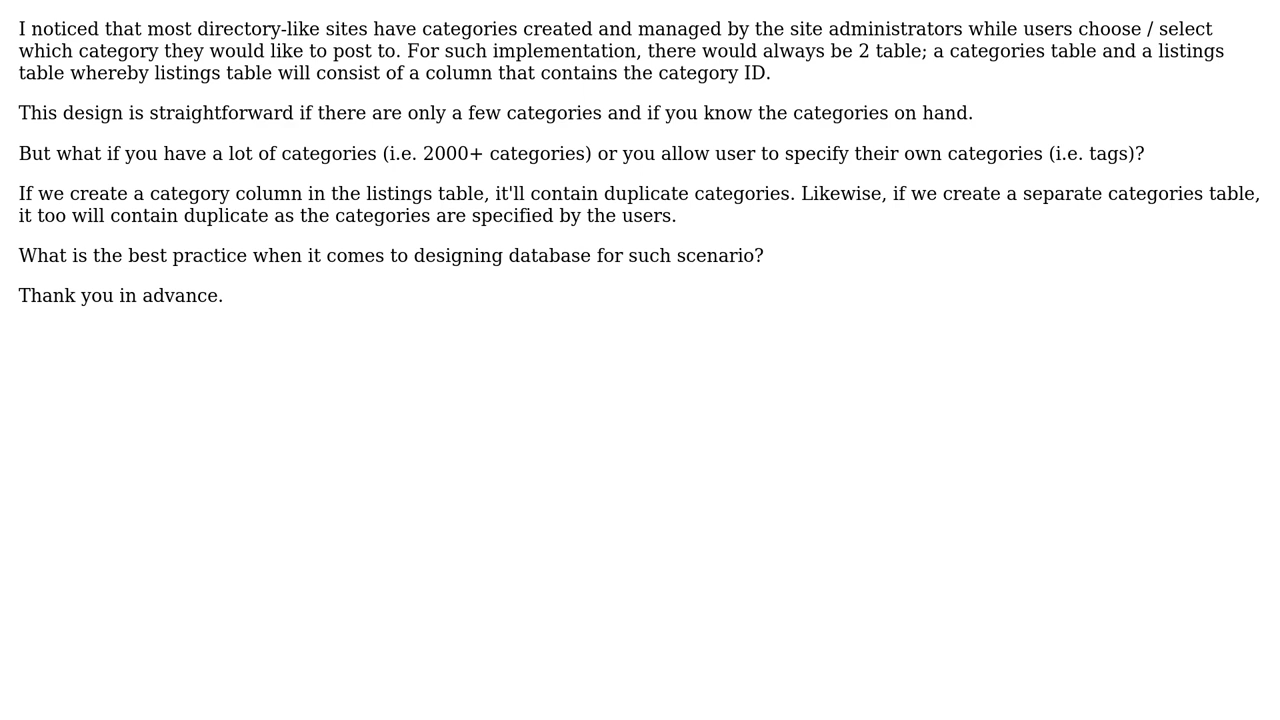 I noticed that most directory-like sites have categories created and managed by the site administrators while users choose / select
which category they would like to post to. For such implementation, there would always be 2 table; a categories table and a listings
table whereby listings table will consist of a column that contains the category ID.
This design is straightforward if there are only a few categories and if you know the categories on hand.
But what if you have a lot of categories (i.e. 2000+ categories) or you allow user to specify their own categories (i.e. tags)?
If we create a category column in the listings table, it'll contain duplicate categories. Likewise, if we create a separate categories table,
it too will contain duplicate as the categories are specified by the users.
What is the best practice when it comes to designing database for such scenario?
Thank you in advance.